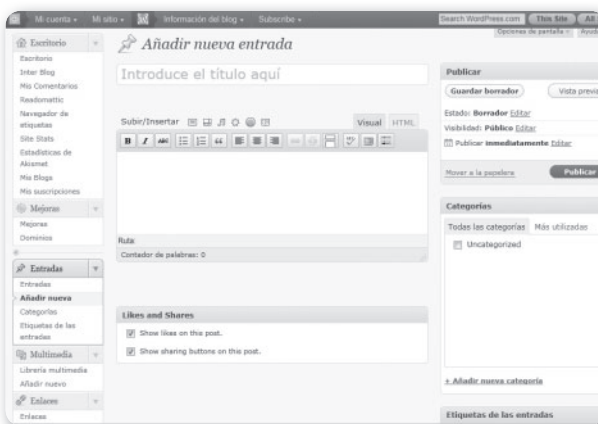 Mi cuenta
Mi sitio
Información del blog
Subscribe
Search WordPress.com
This Site
All
Opciones de pantalla
Ayud
Escritorio
Escritorio
Inter Blog
Mis Comentarios
Readomattic
Navegador de
etiquetas
Site Stats
Estadísticas de
Akismet
Mis Blogs
Mis suscripciones
Mejoras
Mejoras
Dominios
Entradas
Entradas
Añadir nueva
Categorías
Etiquetas de las
entradas
Multimedia
Librería multimedia
Añadir nuevo
Enlaces
Enlaces
Añadir nueva entrada
Introduce el título aquí
Subir/Insertar
Visual
HTML
B I ABC
Ruta:
Contador de palabras: 0
Likes and Shares
Show likes on this post.
Show sharing buttons on this post.
Publicar
Guardar borrador
Vista previa
Estado: Borrador Editar
Visibilidad: Público Editar
Publicar inmediatamente Editar
Mover a la papelera
Publicar
Categorías
Todas las categorías
Más utilizadas
Uncategorized
+ Añadir nueva categoría
Etiquetas de las entradas